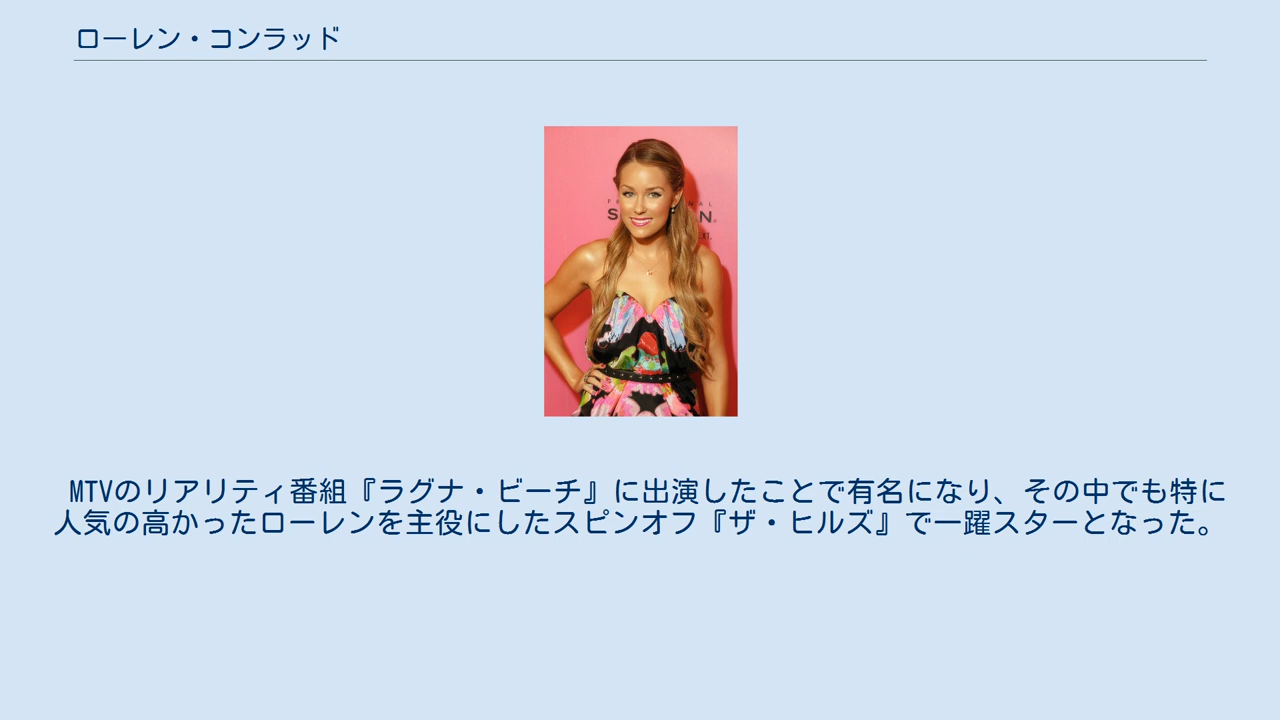 ローレン・コンラッド
MTVのリアリティ番組『ラグナ・ビーチ』に出演したことで有名になり、その中でも特に
人気の高かったローレンを主役にしたスピンオフ『ザ・ヒルズ』で一躍スターとなった。